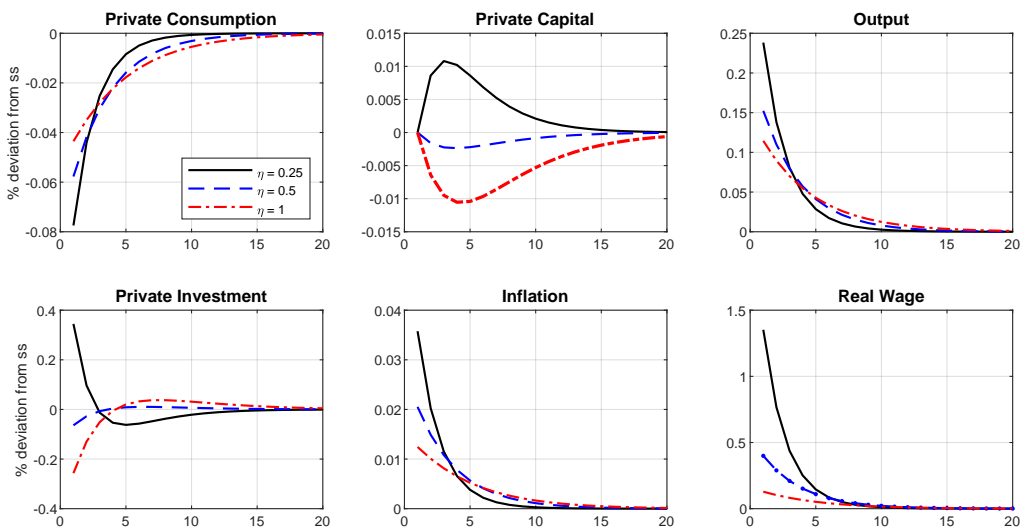 Private Consumption
Private Capital
Output
% deviation from ss
0
-0.02
-0.04
-0.06
-0.08
0 5 10 15 20
η = 0.25
η = 0.5
η = 1
0.015
0.01
0.005
0
-0.005
-0.01
-0.015
0 5 10 15 20
0.25
0.2
0.15
0.1
0.05
0
0 5 10 15 20
Private Investment
Inflation
Real Wage
% deviation from ss
0.4
0.2
0
-0.2
-0.4
0 5 10 15 20
0.04
0.03
0.02
0.01
0
0 5 10 15 20
1.5
1
0.5
0
0 5 10 15 20